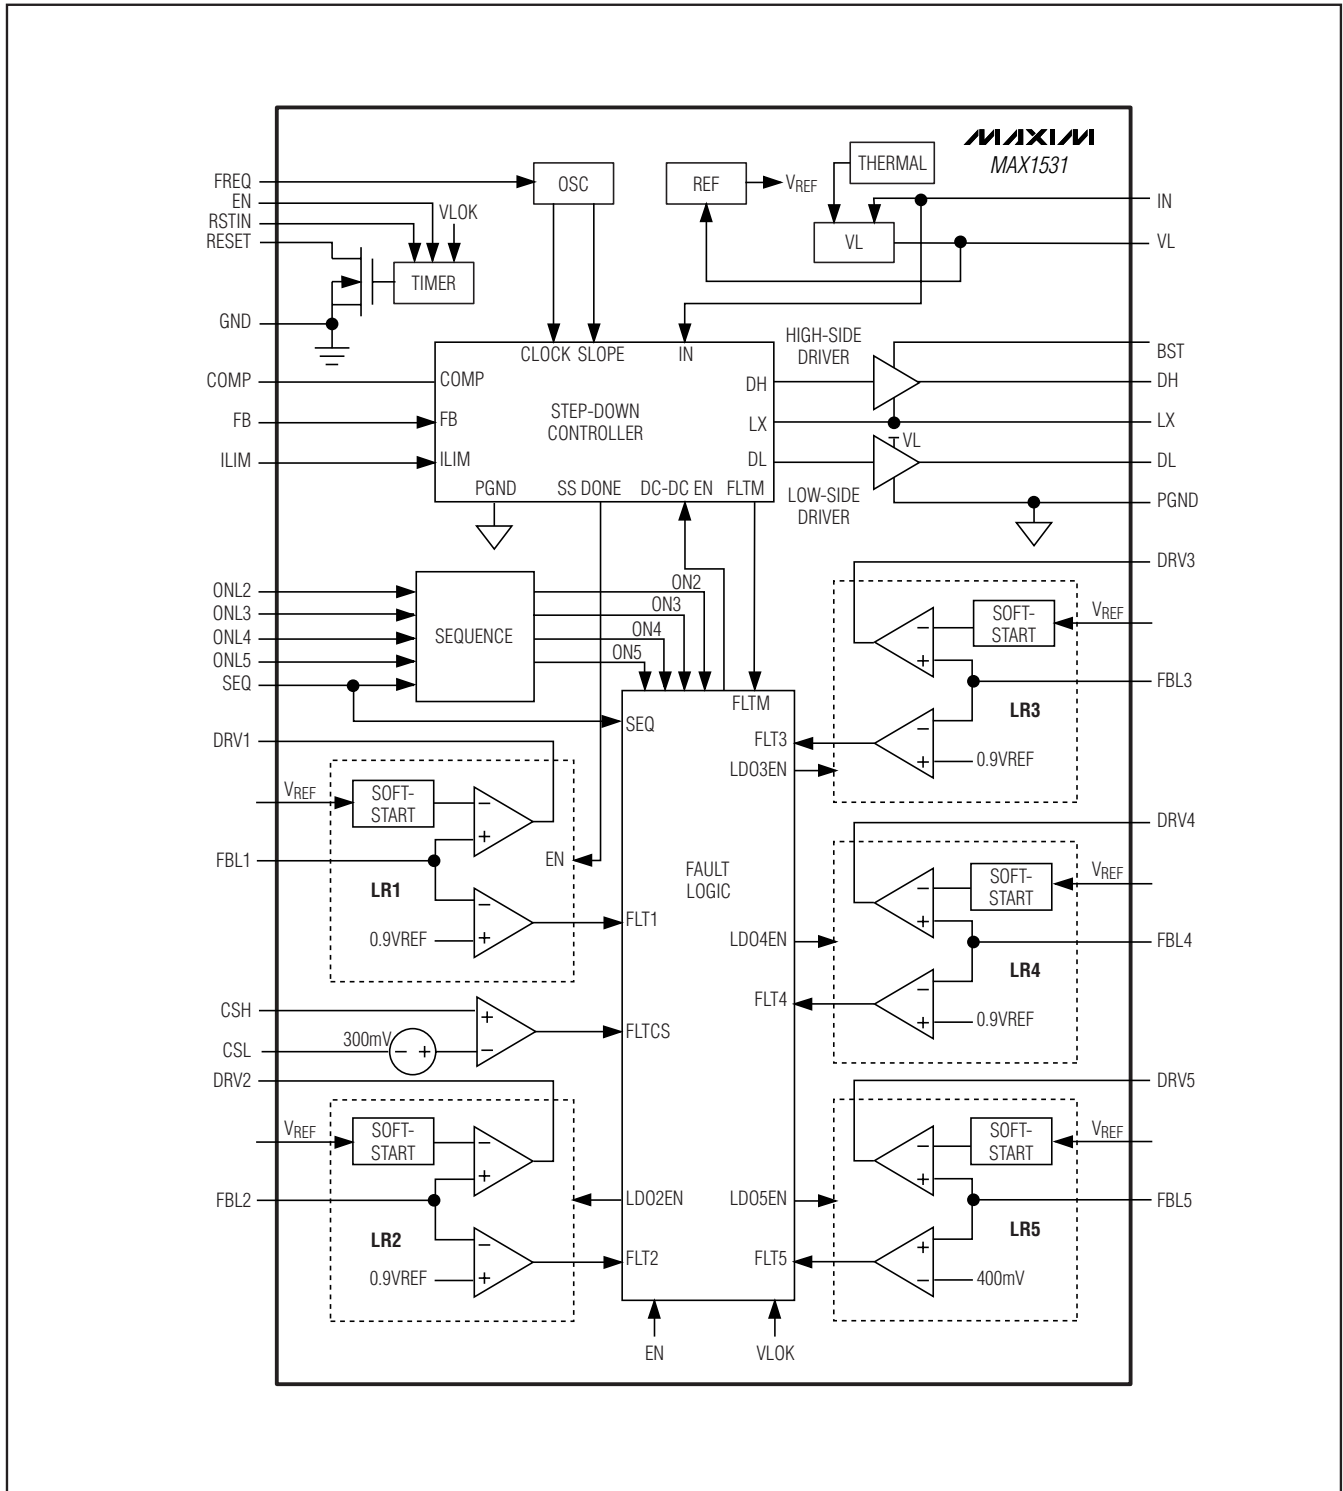 MAXIM
MAX1531
FREQ
EN
RSTIN
RESET
VLOK
TIMER
GND
OSC
REF
VREF
THERMAL
VL
IN
VL
COMP
FB
ILIM
CLOCK SLOPE IN
COMP
FB
ILIM
STEP-DOWN
CONTROLLER
DH
LX
DL
PGND SS DONE DC-DC EN FLTM
HIGH-SIDE
DRIVER
VL
LOW-SIDE
DRIVER
BST
DH
LX
DL
PGND
ONL2
ONL3
ONL4
ONL5
SEQ
SEQUENCE
ON2
ON3
ON4
ON5
DRV1
VREF
SOFT-
START
−
+
FBL1
LR1
EN
−
0.9VREF
+
CSH
CSL
300mV
− +
+
−
DRV2
VREF
SOFT-
START
−
+
FBL2
LR2
−
0.9VREF
+
FLTM
SEQ
FLT3
LDO3EN
FAULT
LOGIC
FLT1
LDO4EN
FLT4
FLTCS
LDO2EN
LDO5EN
FLT2
FLT5
EN
VLOK
DRV3
−
SOFT-
START
VREF
+
FBL3
LR3
−
+
0.9VREF
DRV4
−
SOFT-
START
VREF
+
FBL4
LR4
−
+
0.9VREF
DRV5
−
SOFT-
START
VREF
+
FBL5
LR5
+
−
400mV